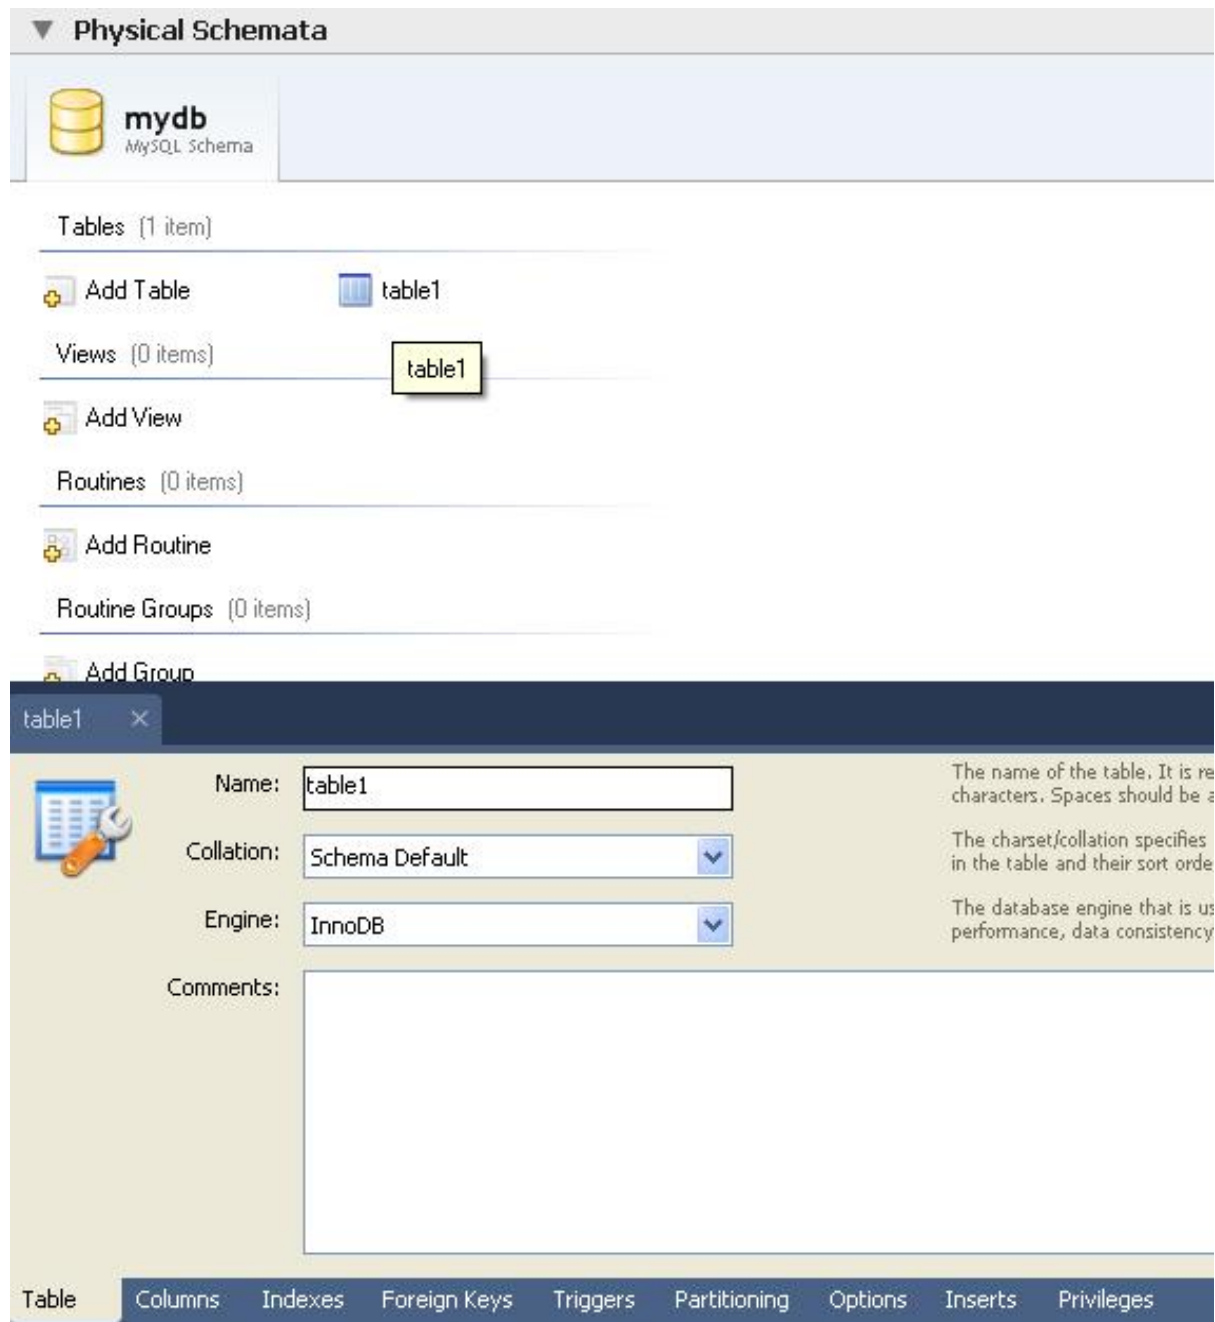 Physical Schemata
mydb
MySQL Schema
Tables (1 item)
Add Table
table1
Views (0 items)
table1
Add View
Routines (0 items)
Add Routine
Routine Groups (0 items)
Add Group
table1
Name: table1
The name of the table. It is re
characters. Spaces should be a
Collation: Schema Default
The charset/collation specifies
in the table and their sort orde
Engine: InnoDB
The database engine that is us
performance, data consistency
Comments:
Table Columns Indexes Foreign Keys Triggers Partitioning Options Inserts Privileges